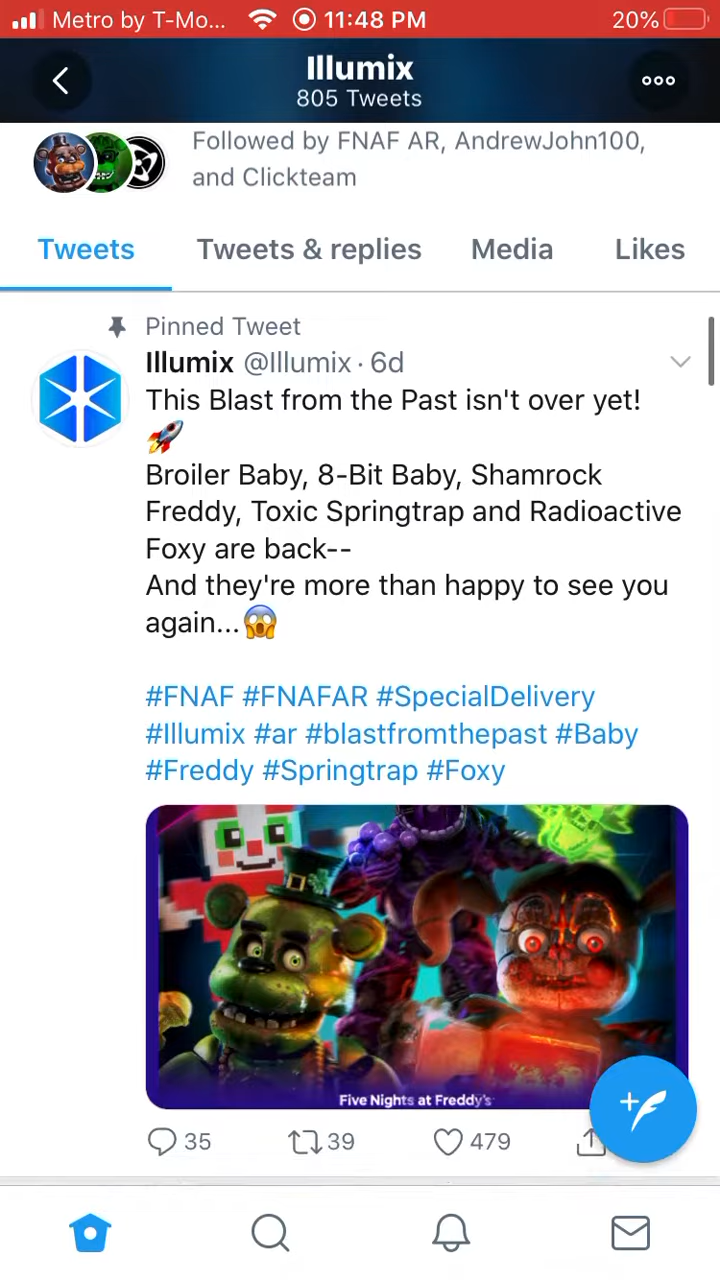 Metro by T-Mo... 11:48 PM 20%
Illumix
805 Tweets
Followed by FNAF AR, AndrewJohn100,
and Clickteam
Tweets Tweets & replies Media Likes
Pinned Tweet
Illumix @Illumix · 6d
This Blast from the Past isn't over yet!
🚀
Broiler Baby, 8-Bit Baby, Shamrock
Freddy, Toxic Springtrap and Radioactive
Foxy are back--
And they're more than happy to see you
again...😱
#FNAF #FNAFAR #SpecialDelivery
#Illumix #ar #blastfromthepast #Baby
#Freddy #Springtrap #Foxy
Five Nights at Freddy's
35 39 479